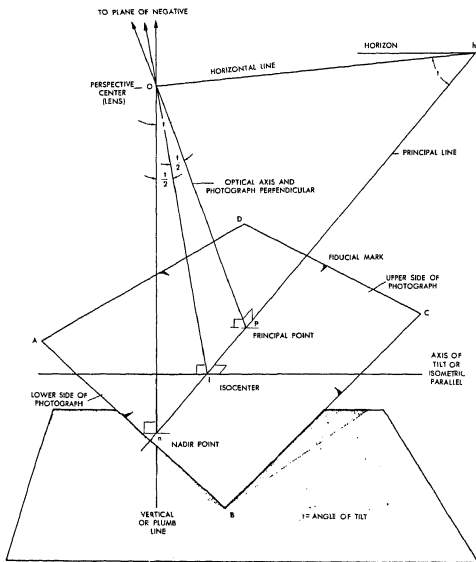 TO PLANE OF NEGATIVE
HORIZON
h
HORIZONTAL LINE
t
PERSPECTIVE
CENTER
(LENS)
O
PRINCIPAL LINE
t
t/2
t/2
OPTICAL AXIS AND
PHOTOGRAPH PERPENDICULAR
D
FIDUCIAL MARK
UPPER SIDE OF
PHOTOGRAPH
C
P
PRINCIPAL POINT
A
AXIS OF
TILT OR
ISOMETRIC
PARALLEL
i
ISOCENTER
LOWER SIDE OF
PHOTOGRAPH
n
NADIR POINT
VERTICAL
OR PLUMB
LINE
B
t= ANGLE OF TILT